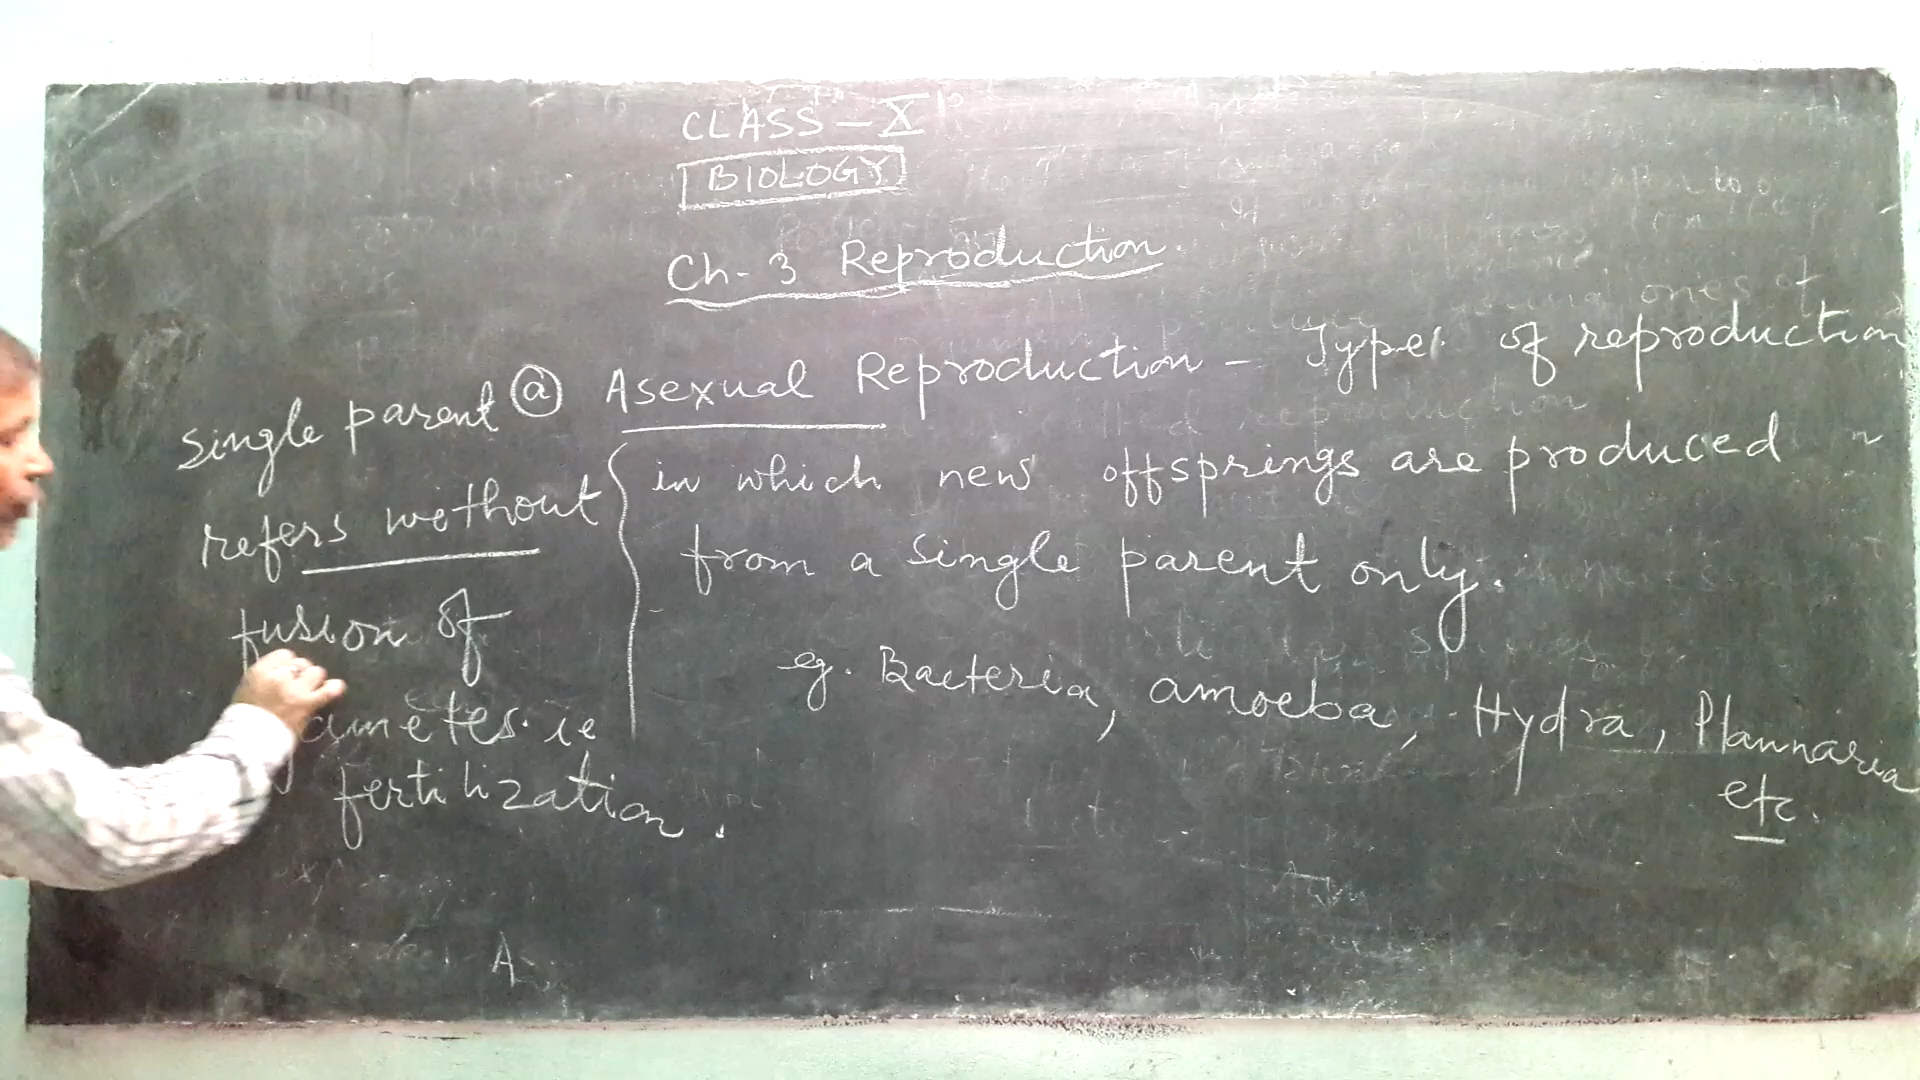 CLASS - X
BIOLOGY
Ch- 3 Reproduction.
ⓐ Asexual Reproduction - Types of reproduction
in which new offsprings are produced
from a single parent only.
eg. Bacteria, amoeba, Hydra, Plannaria
etc.
Single parent
refers without
fusion of
gametes. ie
fertilization.